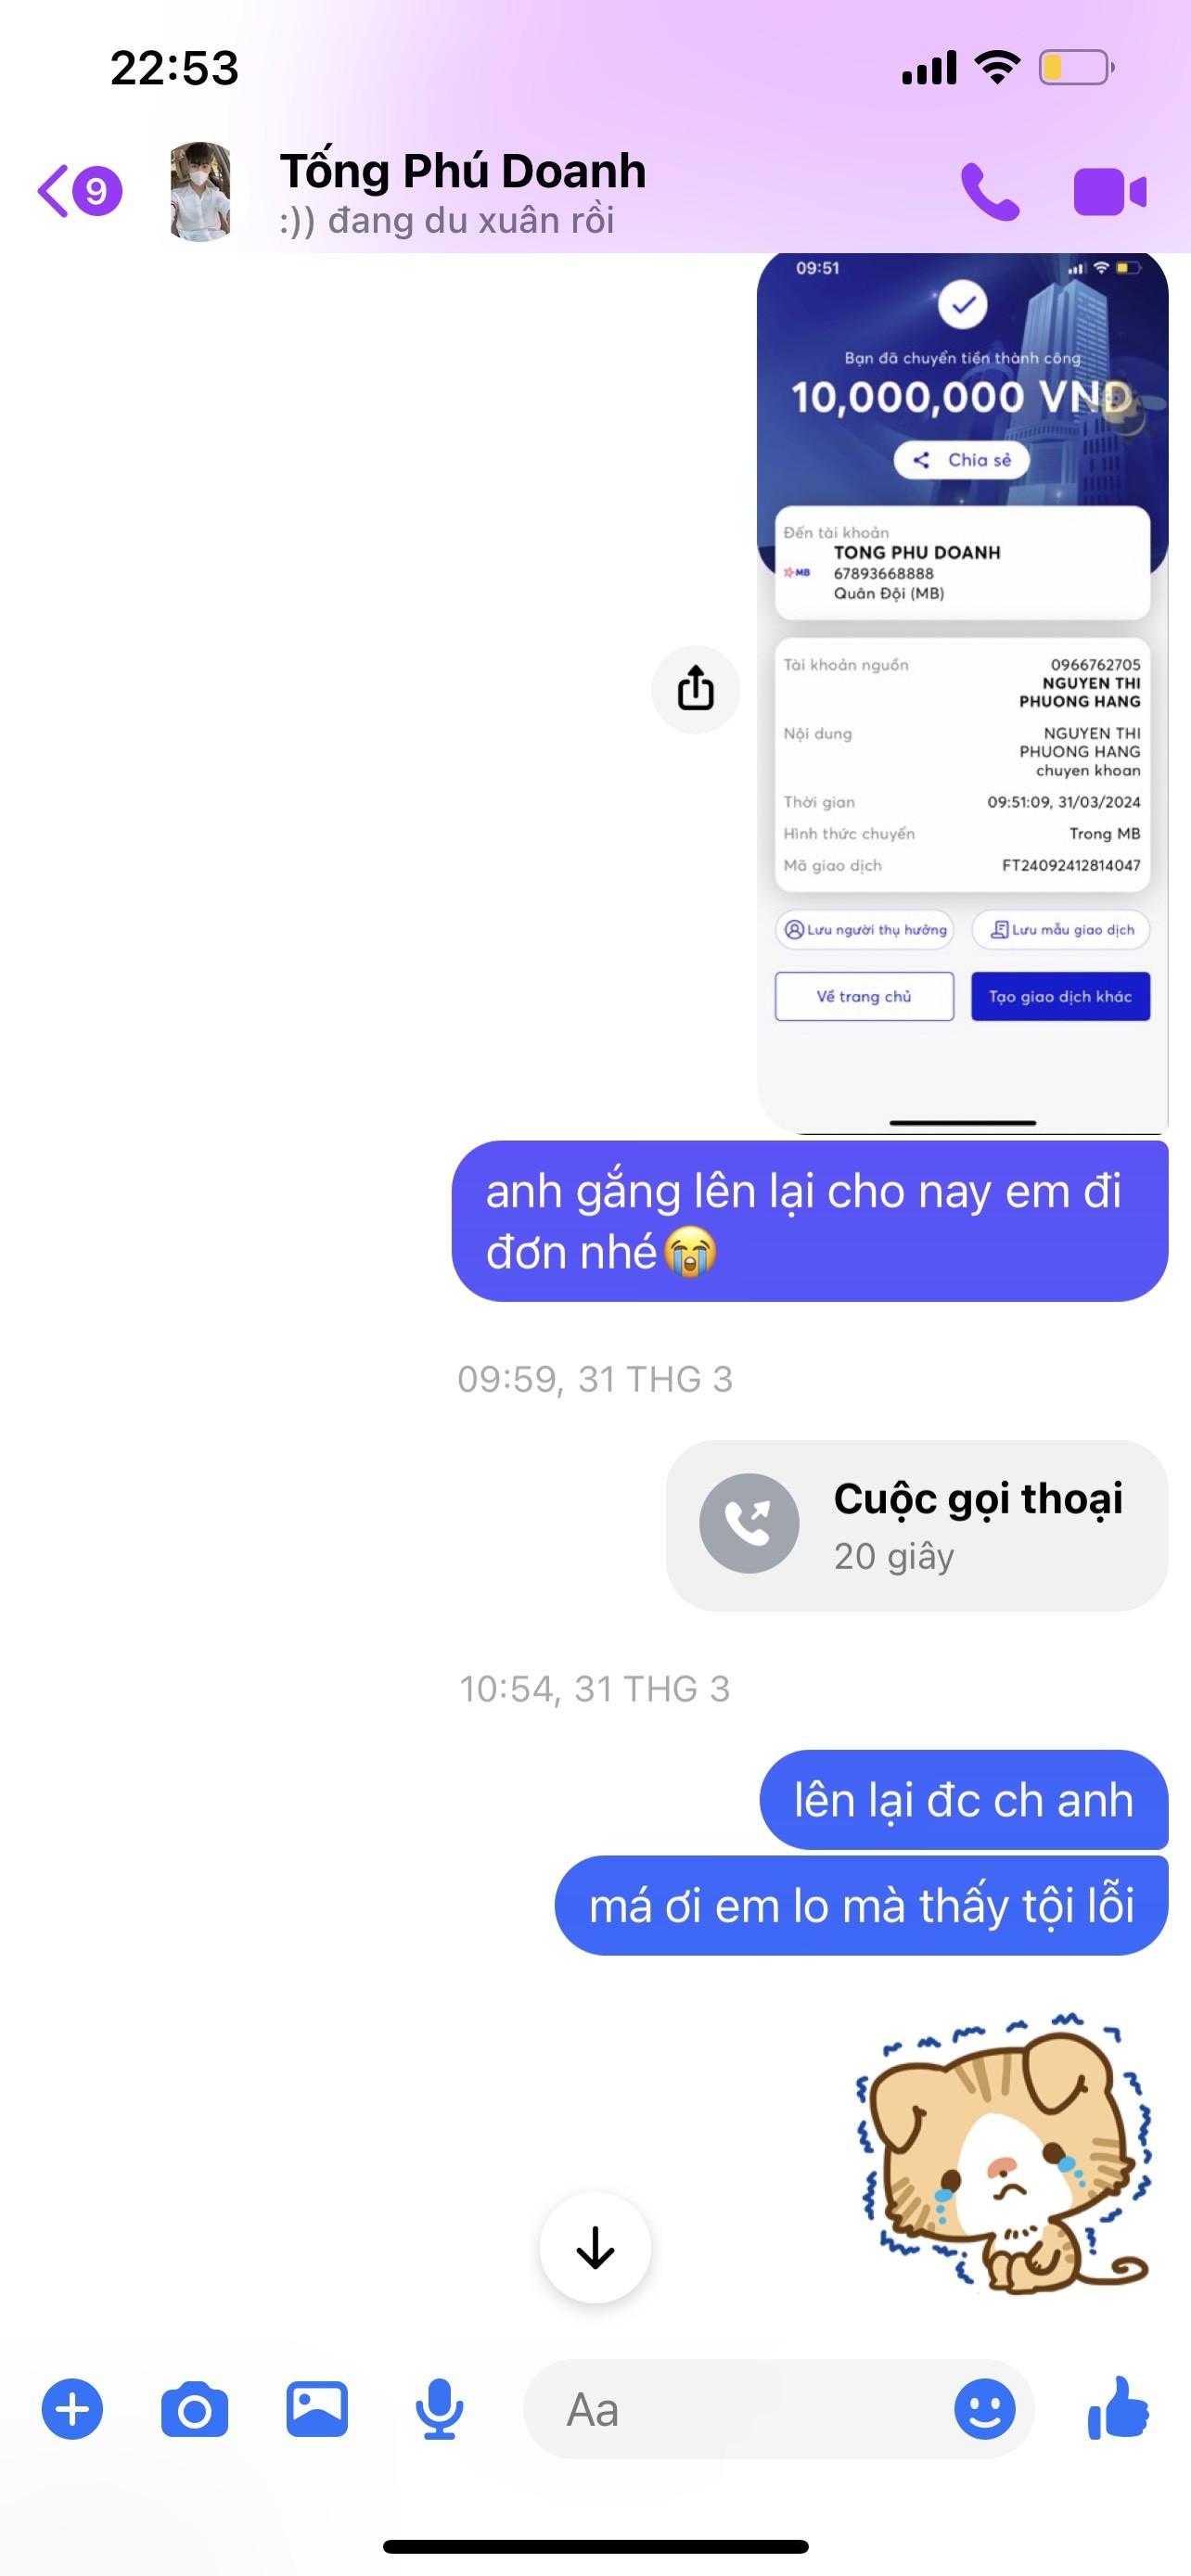 22:53
9
Tống Phú Doanh
:)) đang du xuân rồi
09:51
Bạn đã chuyển tiền thành công
10,000,000 VND
Chia sẻ
Đến tài khoản
TONG PHU DOANH
MB
67893668888
Quân Đội (MB)
Tài khoản nguồn
0966762705
NGUYEN THI
PHUONG HANG
Nội dung
NGUYEN THI
PHUONG HANG
chuyen khoan
Thời gian
09:51:09, 31/03/2024
Hình thức chuyển
Trong MB
Mã giao dịch
FT24092412814047
Lưu người thụ hưởng
Lưu mẫu giao dịch
Về trang chủ
Tạo giao dịch khác
anh gắng lên lại cho nay em đi
đơn nhé😭
09:59, 31 THG 3
Cuộc gọi thoại
20 giây
10:54, 31 THG 3
lên lại đc ch anh
má ơi em lo mà thấy tội lỗi
Aa